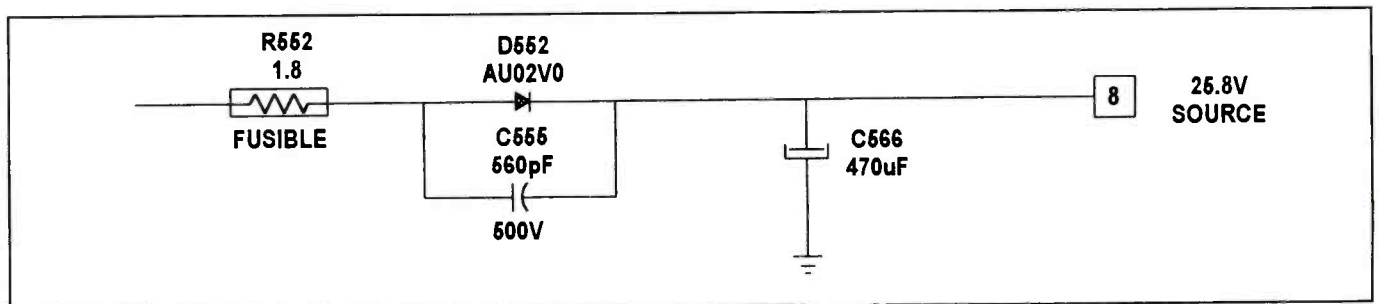 R552
1.8
FUSIBLE
D552
AU02V0
C555
560pF
500V
C566
470uF
8
25.8V
SOURCE